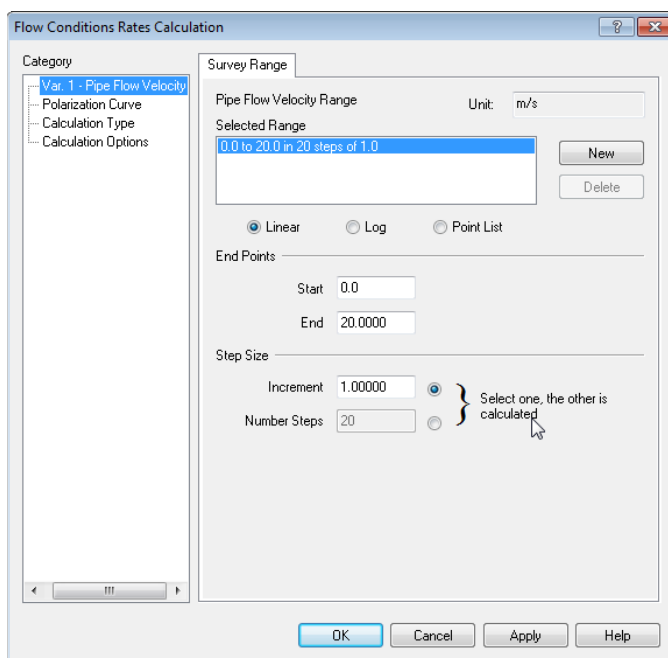 Flow Conditions Rates Calculation
Category
Var. 1 - Pipe Flow Velocity
Polarization Curve
Calculation Type
Calculation Options
Survey Range
Pipe Flow Velocity Range
Unit: m/s
Selected Range
0.0 to 20.0 in 20 steps of 1.0
New
Delete
Linear Log Point List
End Points
Start 0.0
End 20.0000
Step Size
Increment 1.00000
Number Steps 20
Select one, the other is
calculated
OK Cancel Apply Help